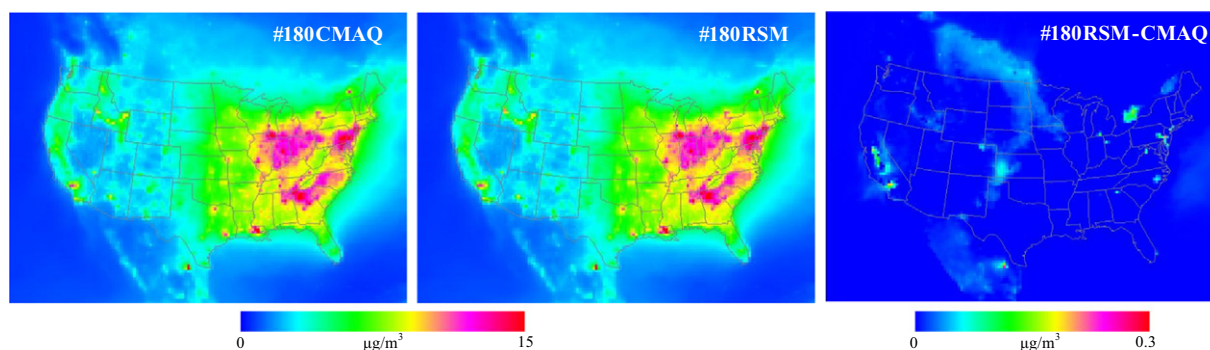 #180CMAQ
#180RSM
#180RSM-CMAQ
0
µg/m³
15
0
µg/m³
0.3